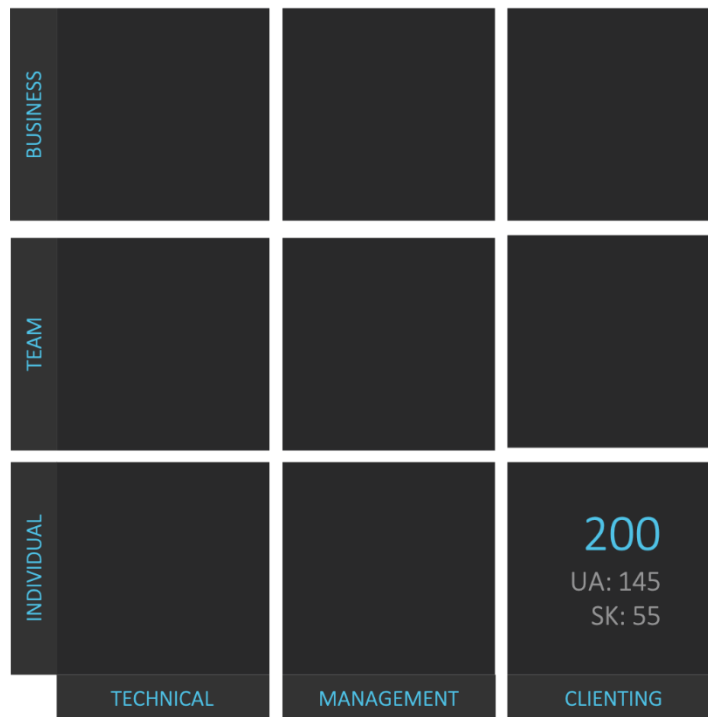 BUSINESS
TEAM
INDIVIDUAL
200
UA: 145
SK: 55
TECHNICAL
MANAGEMENT
CLIENTING